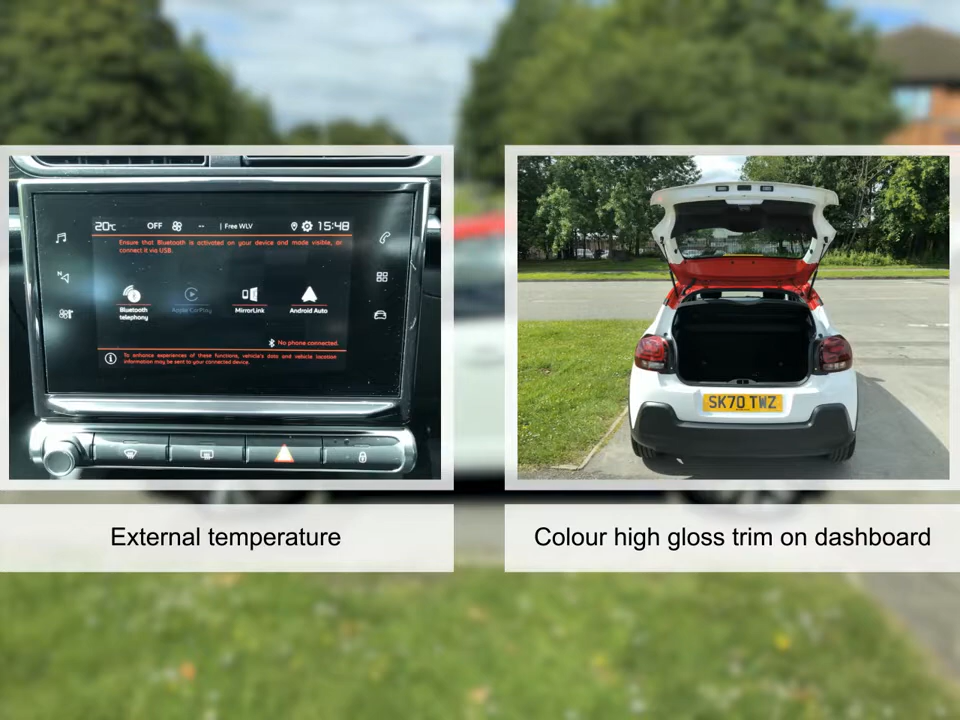 20°C OFF -- | Free WLV 15:48
Ensure that Bluetooth is activated on your device and made visible, or
connect it via USB.
Bluetooth
telephony
Apple CarPlay
MirrorLink
Android Auto
No phone connected.
To enhance experiences of these functions, vehicle's data and vehicle location
information may be sent to your connected device.
N
SK70 TWZ
External temperature
Colour high gloss trim on dashboard